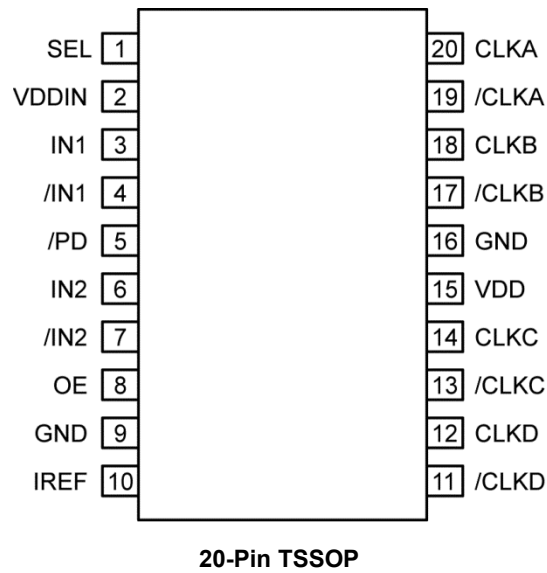 SEL 1 20 CLKA
VDDIN 2 19 /CLKA
IN1 3 18 CLKB
/IN1 4 17 /CLKB
/PD 5 16 GND
IN2 6 15 VDD
/IN2 7 14 CLKC
OE 8 13 /CLKC
GND 9 12 CLKD
IREF 10 11 /CLKD
20-Pin TSSOP